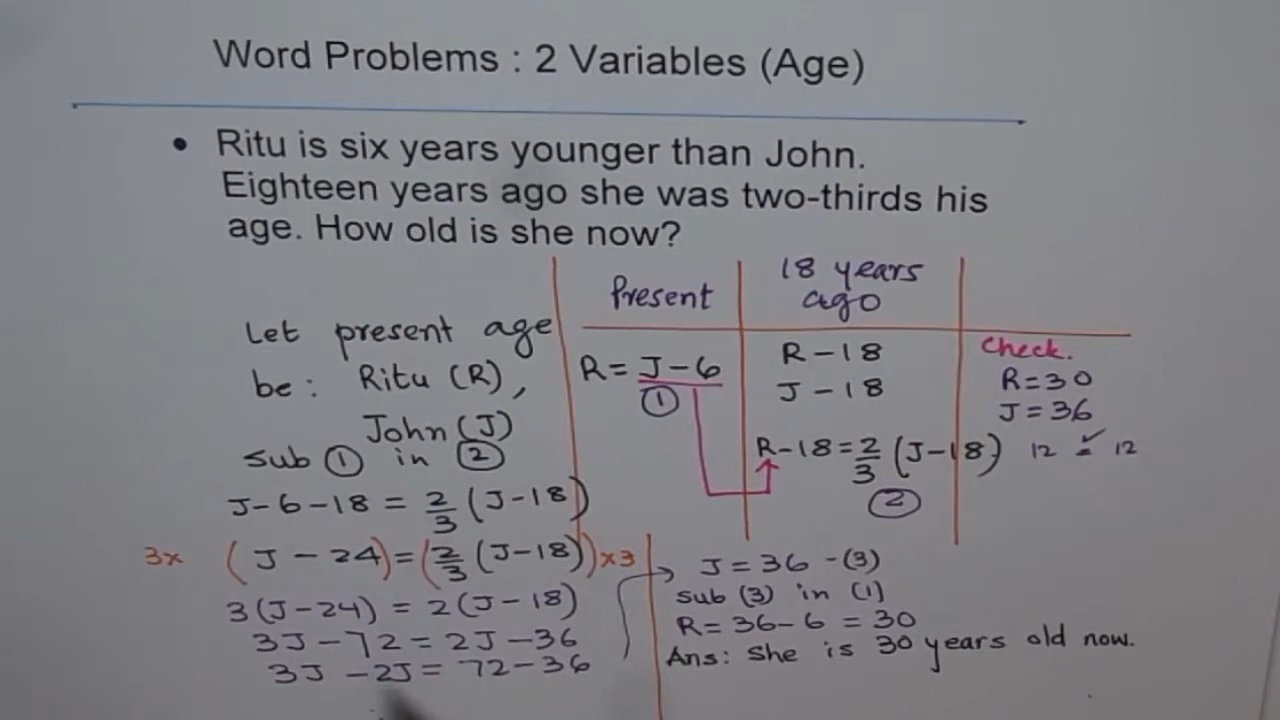 Word Problems : 2 Variables (Age)
• Ritu is six years younger than John.
Eighteen years ago she was two-thirds his
age. How old is she now?
Let present age
be: Ritu (R),
John (J)
Sub ① in ②
J-6-18 = 2/3 (J-18)
3x (J - 24) = (2/3 (J-18)) x3
3(J-24) = 2(J-18)
3J-72 = 2J-36
3J -2J = 72-36
Present
R = J-6
①
18 years
ago
R-18
J-18
R-18 = 2/3 (J-18)
②
Check.
R=30
J=36
12 = 12 ✓
J = 36 -(3)
Sub (3) in (1)
R = 36-6 = 30
Ans: She is 30 years old now.